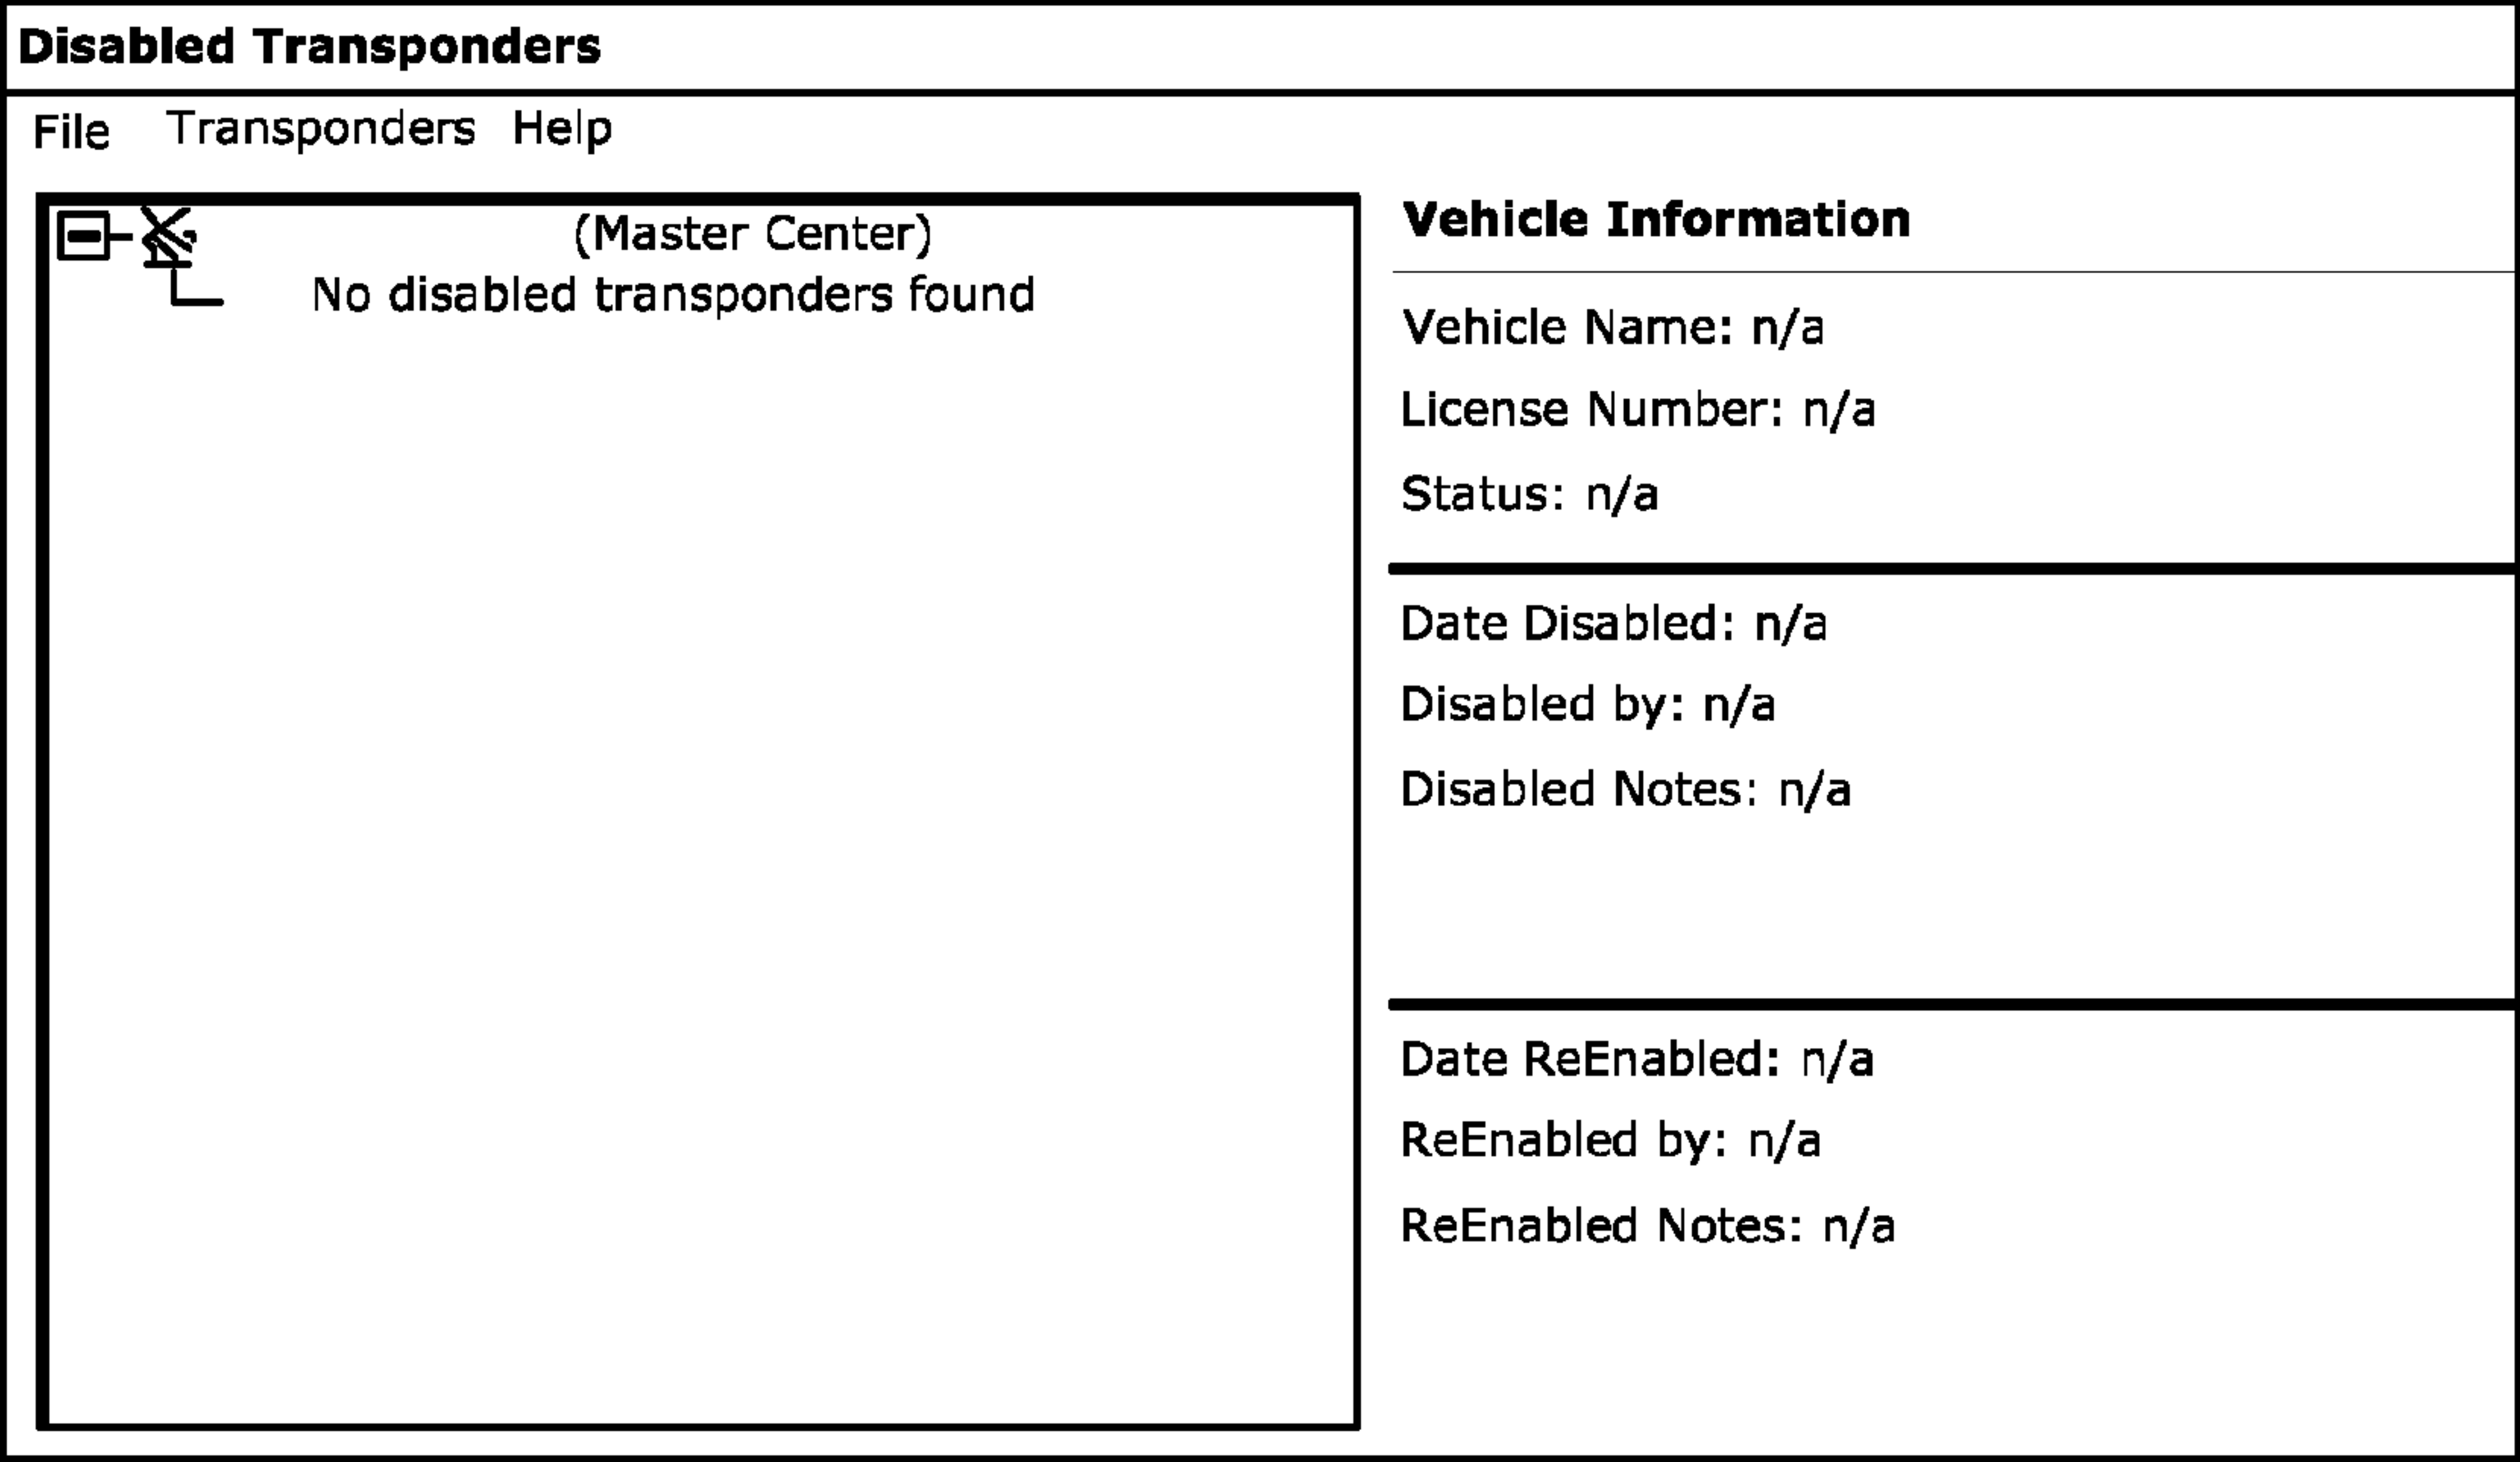 Disabled Transponders
File Transponders Help
(Master Center)
No disabled transponders found
Vehicle Information
Vehicle Name: n/a
License Number: n/a
Status: n/a
Date Disabled: n/a
Disabled by: n/a
Disabled Notes: n/a
Date ReEnabled: n/a
ReEnabled by: n/a
ReEnabled Notes: n/a